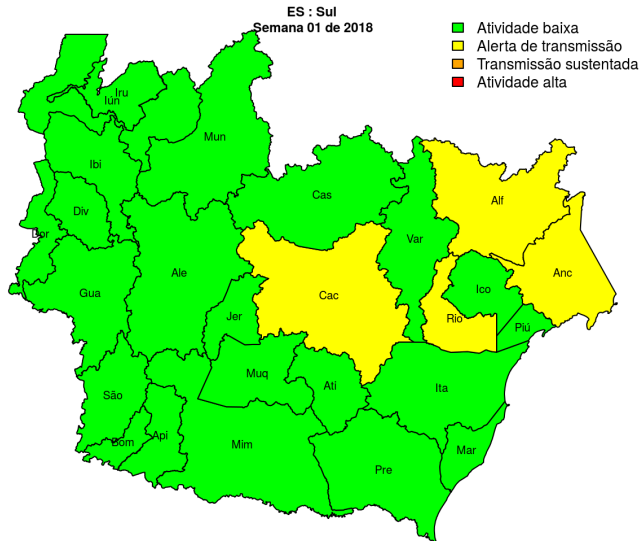 ES : Sul
Semana 01 de 2018
Atividade baixa
Alerta de transmissão
Transmissão sustentada
Atividade alta
Iru
Iún
Mun
Ibi
Cas
Alf
Div
Dor
Var
Ale
Anc
Gua
Cac
Ico
Jer
Rio
Piú
Muq
Ati
Ita
São
Bom
Api
Mim
Mar
Pre